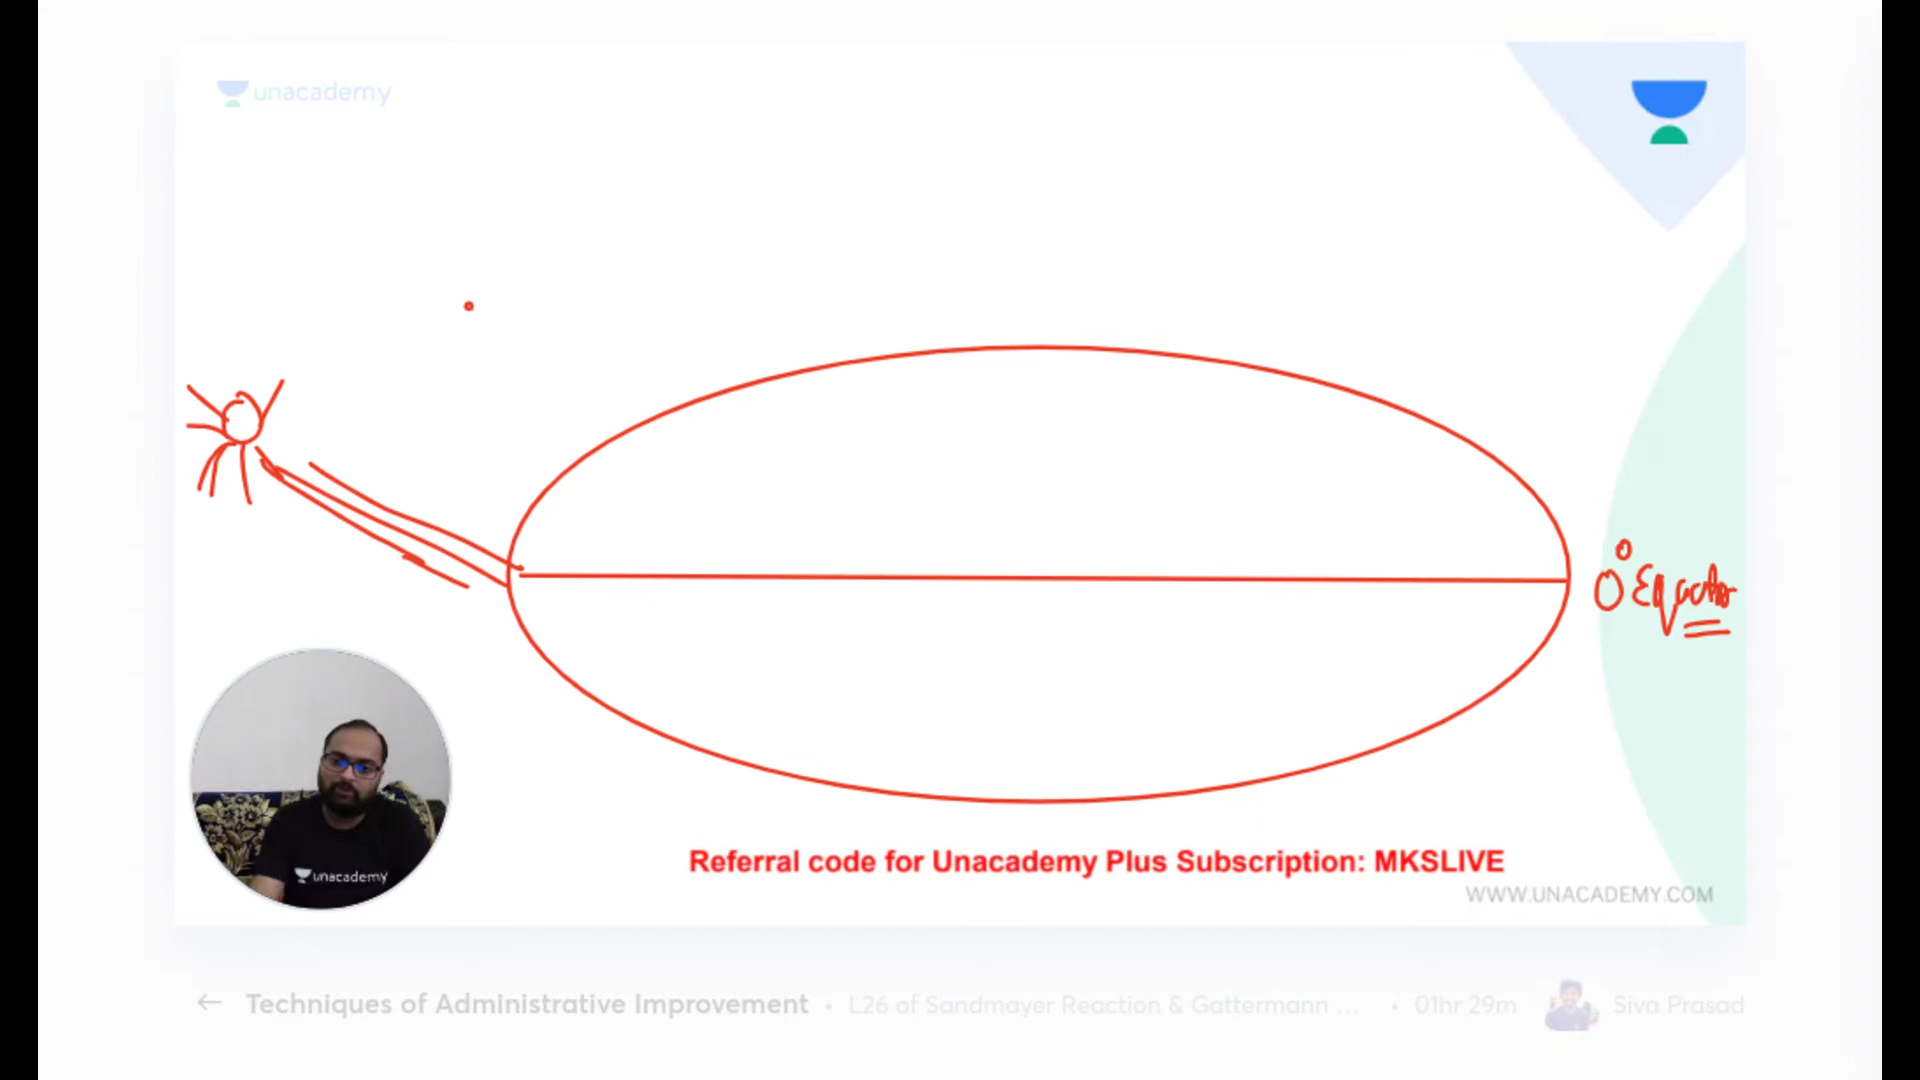 unacademy
0° Equator
unacademy
Referral code for Unacademy Plus Subscription: MKSLIVE
WWW.UNACADEMY.COM
← Techniques of Administrative Improvement • L26 of Sandmayer Reaction & Gattermann ... • 01hr 29m Siva Prasad